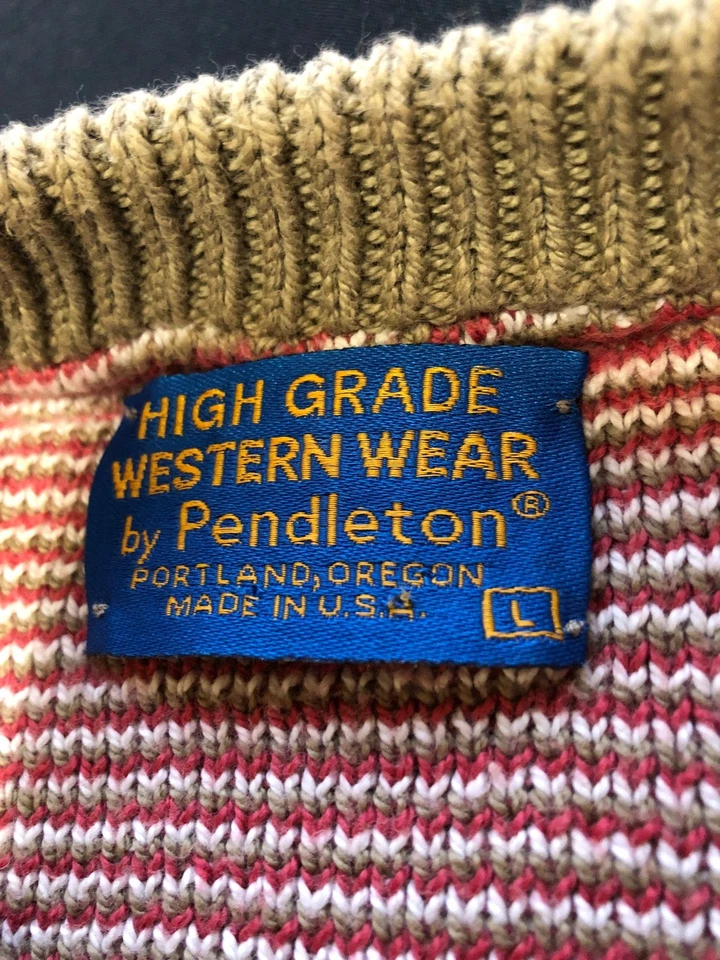 HIGH GRADE
WESTERN WEAR
by Pendleton®
PORTLAND, OREGON
MADE IN U.S.A.
L